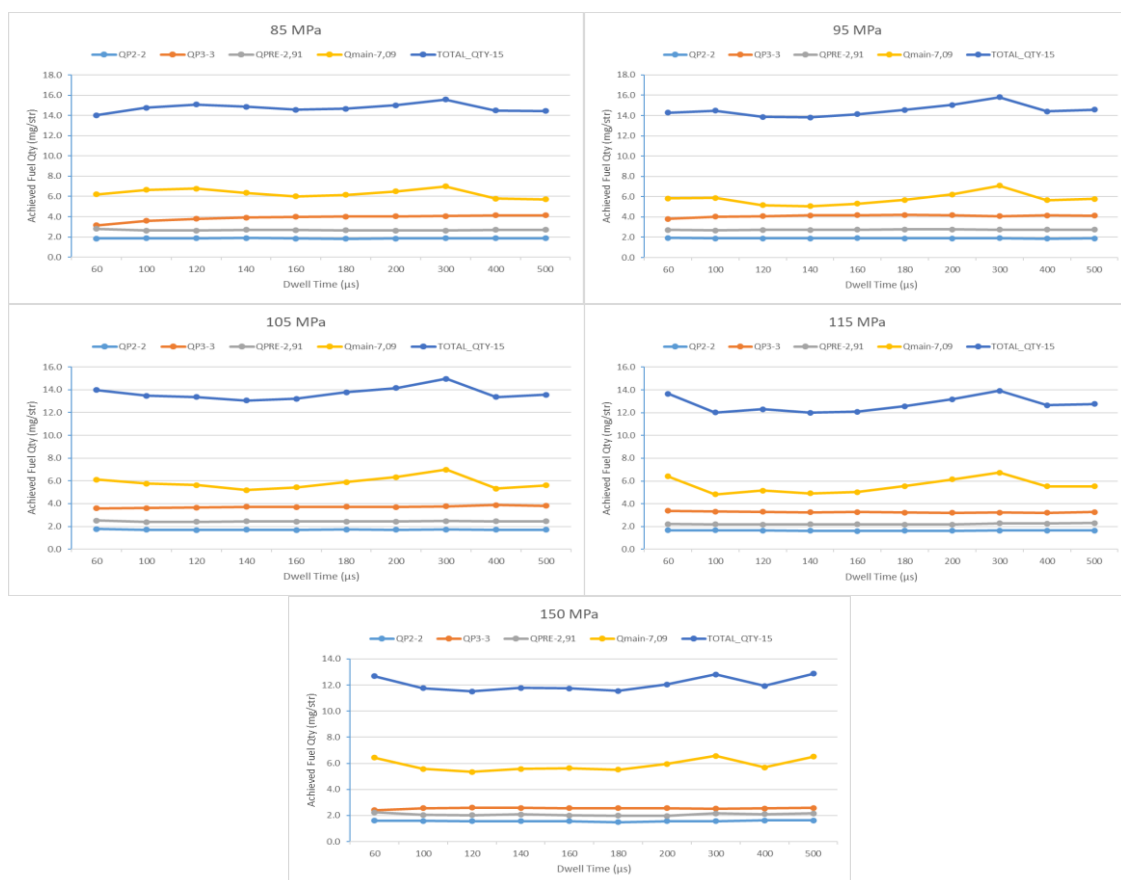 85 MPa
QP2-2 QP3-3 QPRE-2,91 Qmain-7,09 TOTAL_QTY-15
18.0
16.0
14.0
12.0
10.0
8.0
6.0
4.0
2.0
0.0
Achieved Fuel Qty (mg/str)
60 100 120 140 160 180 200 300 400 500
Dwell Time (µs)
95 MPa
QP2-2 QP3-3 QPRE-2,91 Qmain-7,09 TOTAL_QTY-15
18.0
16.0
14.0
12.0
10.0
8.0
6.0
4.0
2.0
0.0
Achieved Fuel Qty (mg/str)
60 100 120 140 160 180 200 300 400 500
Dwell Time (µs)
105 MPa
QP2-2 QP3-3 QPRE-2,91 Qmain-7,09 TOTAL_QTY-15
16.0
14.0
12.0
10.0
8.0
6.0
4.0
2.0
0.0
Achieved Fuel Qty (mg/str)
60 100 120 140 160 180 200 300 400 500
Dwell Time (µs)
115 MPa
QP2-2 QP3-3 QPRE-2,91 Qmain-7,09 TOTAL_QTY-15
16.0
14.0
12.0
10.0
8.0
6.0
4.0
2.0
0.0
Achieved Fuel Qty (mg/str)
60 100 120 140 160 180 200 300 400 500
Dwell Time (µs)
150 MPa
QP2-2 QP3-3 QPRE-2,91 Qmain-7,09 TOTAL_QTY-15
14.0
12.0
10.0
8.0
6.0
4.0
2.0
0.0
Achieved Fuel Qty (mg/str)
60 100 120 140 160 180 200 300 400 500
Dwell Time (µs)